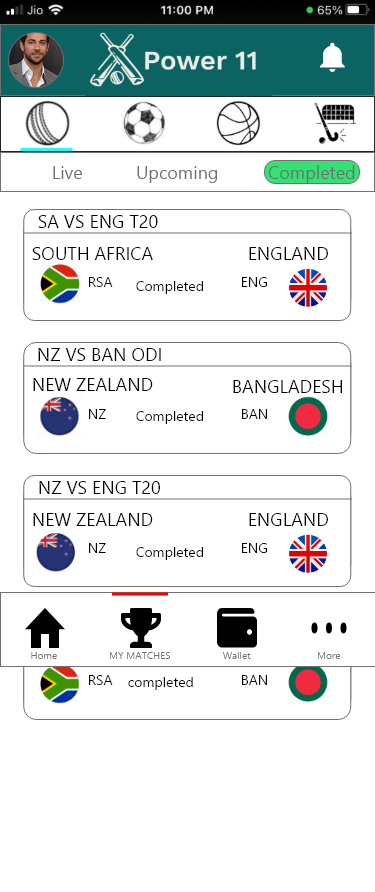 Jio 11:00 PM 65%
Power 11
Live Upcoming Completed
SA VS ENG T20
SOUTH AFRICA ENGLAND
RSA Completed ENG
NZ VS BAN ODI
NEW ZEALAND BANGLADESH
NZ Completed BAN
NZ VS ENG T20
NEW ZEALAND ENGLAND
NZ Completed ENG
Home MY MATCHES Wallet More
RSA completed BAN